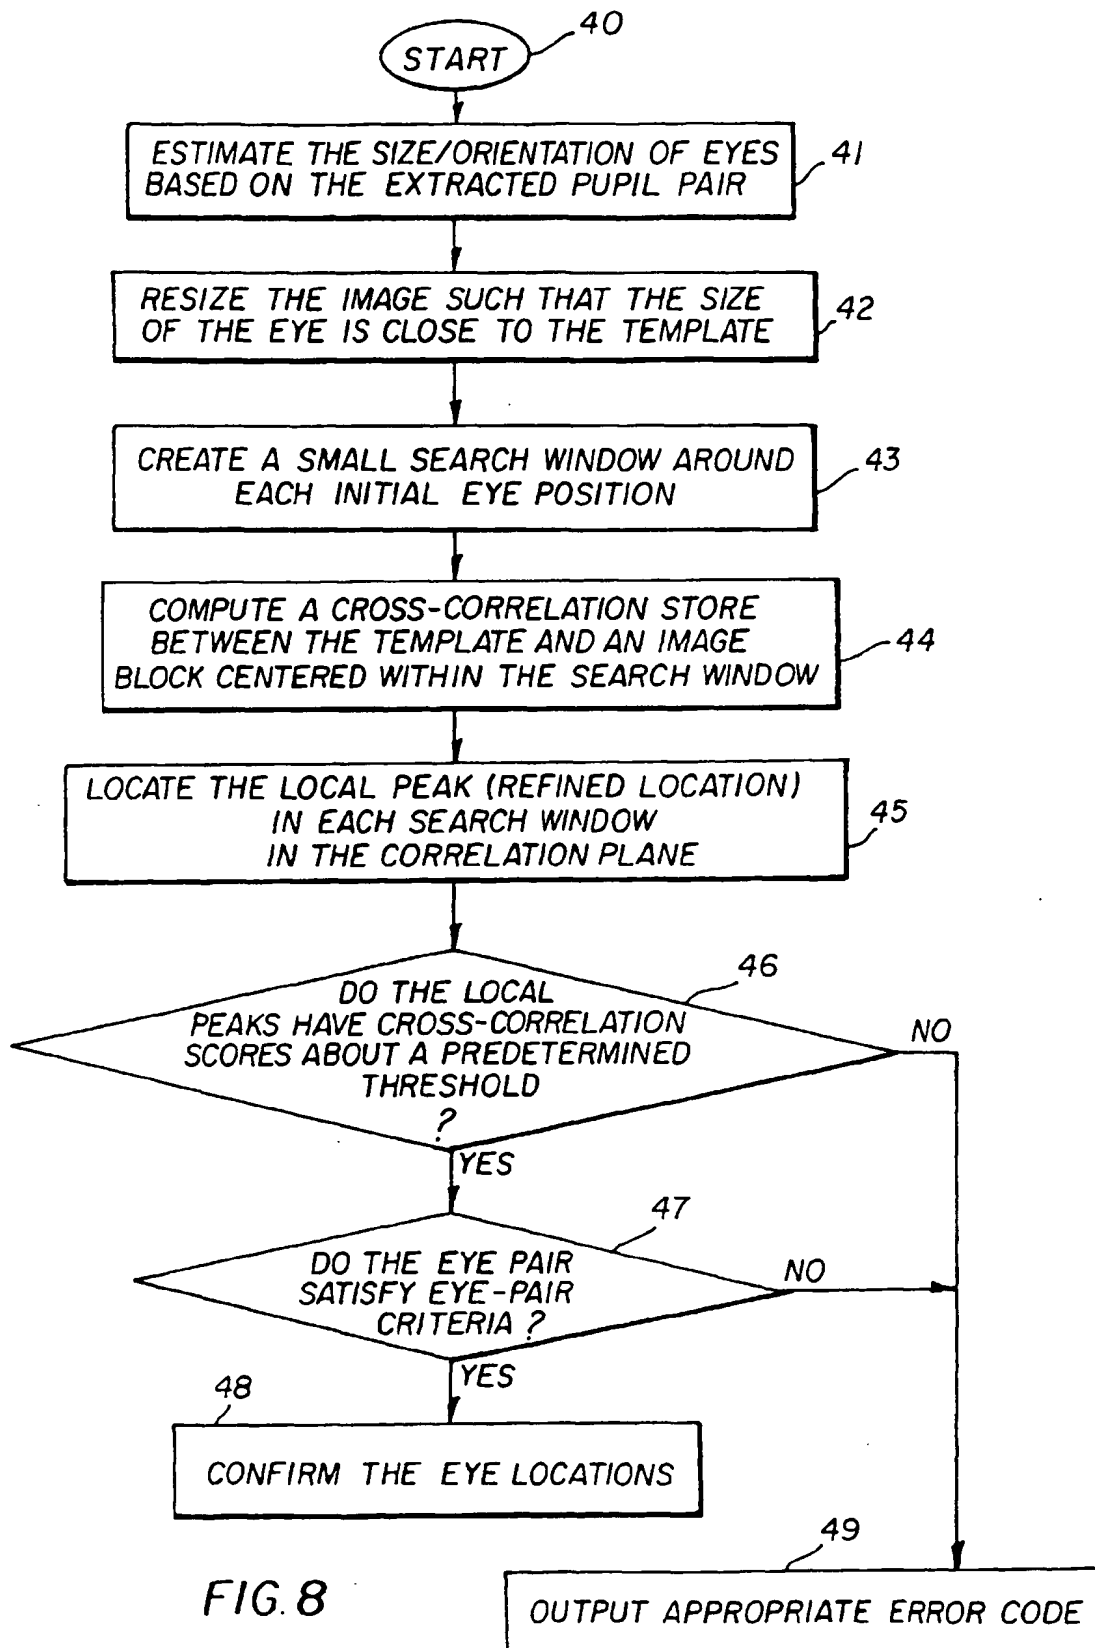 40
START
ESTIMATE THE SIZE/ORIENTATION OF EYES
BASED ON THE EXTRACTED PUPIL PAIR
41
RESIZE THE IMAGE SUCH THAT THE SIZE
OF THE EYE IS CLOSE TO THE TEMPLATE
42
CREATE A SMALL SEARCH WINDOW AROUND
EACH INITIAL EYE POSITION
43
COMPUTE A CROSS-CORRELATION STORE
BETWEEN THE TEMPLATE AND AN IMAGE
BLOCK CENTERED WITHIN THE SEARCH WINDOW
44
LOCATE THE LOCAL PEAK (REFINED LOCATION)
IN EACH SEARCH WINDOW
IN THE CORRELATION PLANE
45
46
DO THE LOCAL
PEAKS HAVE CROSS-CORRELATION
SCORES ABOUT A PREDETERMINED
THRESHOLD
?
NO
YES
47
DO THE EYE PAIR
SATISFY EYE-PAIR
CRITERIA ?
NO
YES
48
CONFIRM THE EYE LOCATIONS
49
OUTPUT APPROPRIATE ERROR CODE
FIG. 8